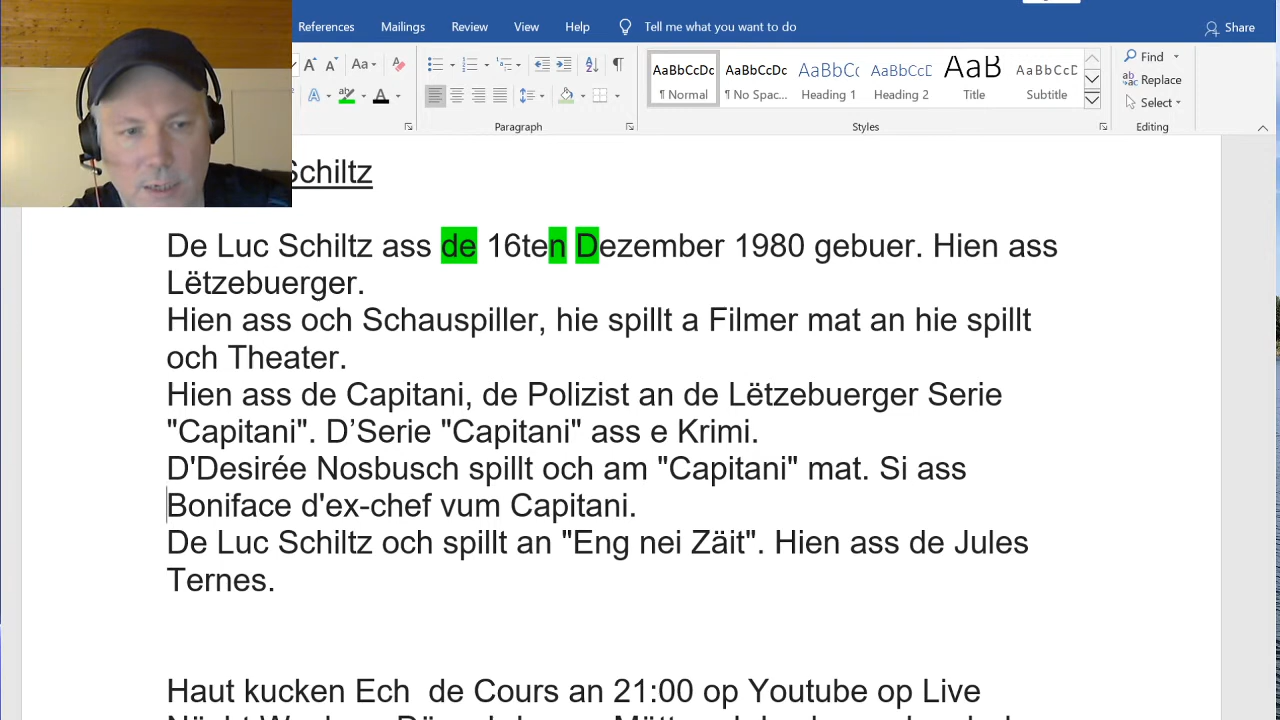 References Mailings Review View Help Tell me what you want to do Share
Aa
AaBbCcDc AaBbCcDc AaBbCc AaBbCcD AaB AaBbCcD
¶ Normal ¶ No Spac... Heading 1 Heading 2 Title Subtitle
Find
Replace
Select
Paragraph Styles Editing
Schiltz
De Luc Schiltz ass de 16ten Dezember 1980 gebuer. Hien ass
Lëtzebuerger.
Hien ass och Schauspiller, hie spillt a Filmer mat an hie spillt
och Theater.
Hien ass de Capitani, de Polizist an de Lëtzebuerger Serie
"Capitani". D’Serie "Capitani" ass e Krimi.
D'Desirée Nosbusch spillt och am "Capitani" mat. Si ass
Boniface d'ex-chef vum Capitani.
De Luc Schiltz och spillt an "Eng nei Zäit". Hien ass de Jules
Ternes.
Haut kucken Ech de Cours an 21:00 op Youtube op Live